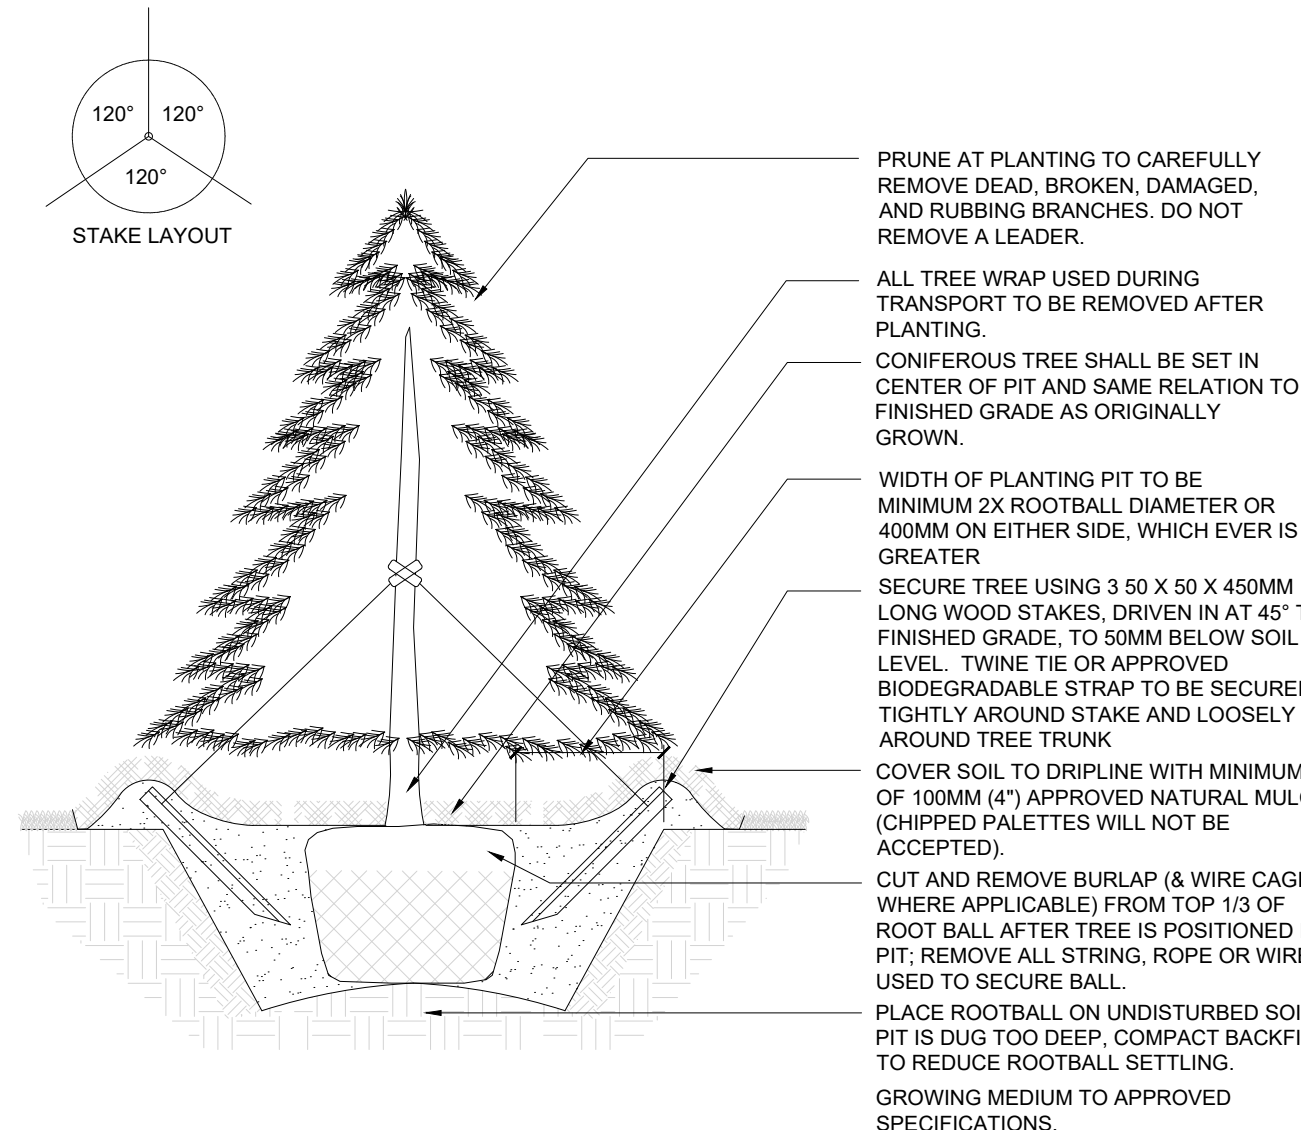 120° 120°
120°
STAKE LAYOUT
PRUNE AT PLANTING TO CAREFULLY
REMOVE DEAD, BROKEN, DAMAGED,
AND RUBBING BRANCHES. DO NOT
REMOVE A LEADER.
ALL TREE WRAP USED DURING
TRANSPORT TO BE REMOVED AFTER
PLANTING.
CONIFEROUS TREE SHALL BE SET IN
CENTER OF PIT AND SAME RELATION TO
FINISHED GRADE AS ORIGINALLY
GROWN.
WIDTH OF PLANTING PIT TO BE
MINIMUM 2X ROOTBALL DIAMETER OR
400MM ON EITHER SIDE, WHICH EVER IS
GREATER
SECURE TREE USING 3 50 X 50 X 450MM
LONG WOOD STAKES, DRIVEN IN AT 45°
FINISHED GRADE, TO 50MM BELOW SOIL
LEVEL. TWINE TIE OR APPROVED
BIODEGRADABLE STRAP TO BE
TIGHTLY AROUND STAKE AND LOOSELY
AROUND TREE TRUNK
COVER SOIL TO DRIPLINE WITH MINIMUM
OF 100MM (4") APPROVED NATURAL
(CHIPPED PALETTES WILL NOT BE
ACCEPTED).
CUT AND REMOVE BURLAP (& WIRE
WHERE APPLICABLE) FROM TOP 1/3 OF
ROOT BALL AFTER TREE IS POSITIONED
PIT; REMOVE ALL STRING, ROPE OR WIRE
USED TO SECURE BALL.
PLACE ROOTBALL ON UNDISTURBED
PIT IS DUG TOO DEEP, COMPACT
TO REDUCE ROOTBALL SETTLING.
GROWING MEDIUM TO APPROVED
SPECIFICATIONS.